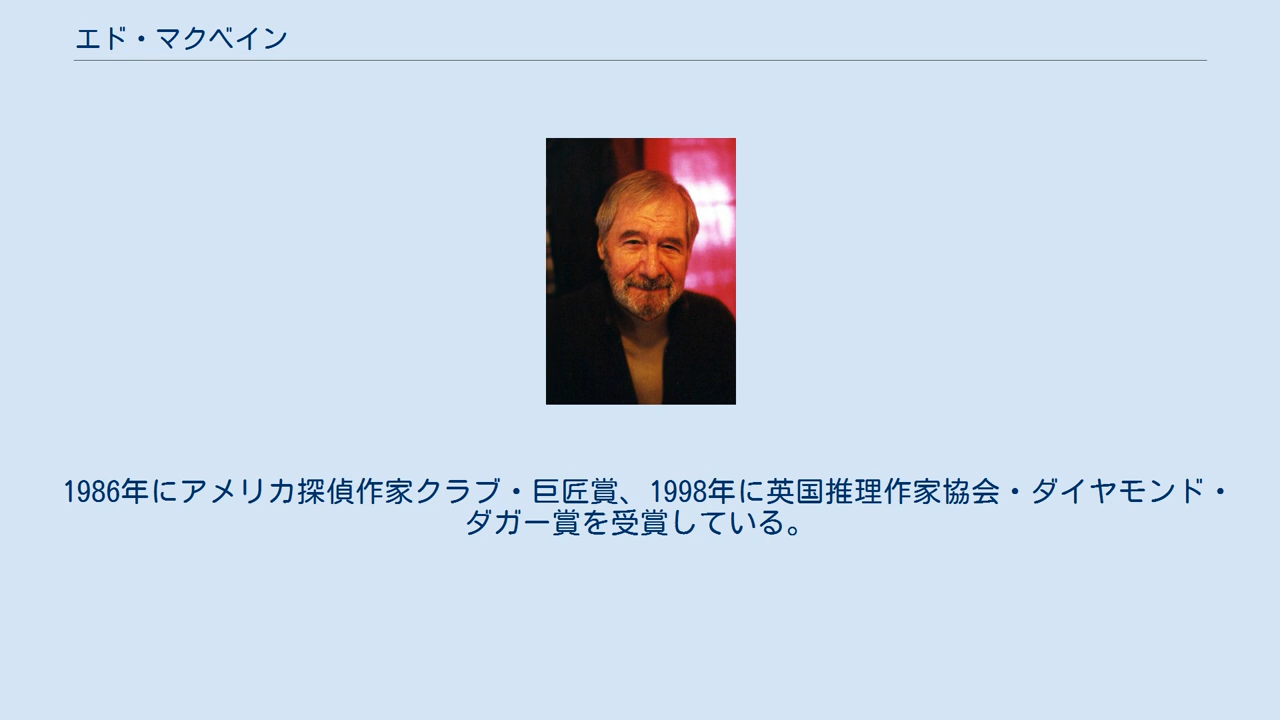 エド・マクベイン
1986年にアメリカ探偵作家クラブ・巨匠賞、1998年に英国推理作家協会・ダイヤモンド・
ダガー賞を受賞している。